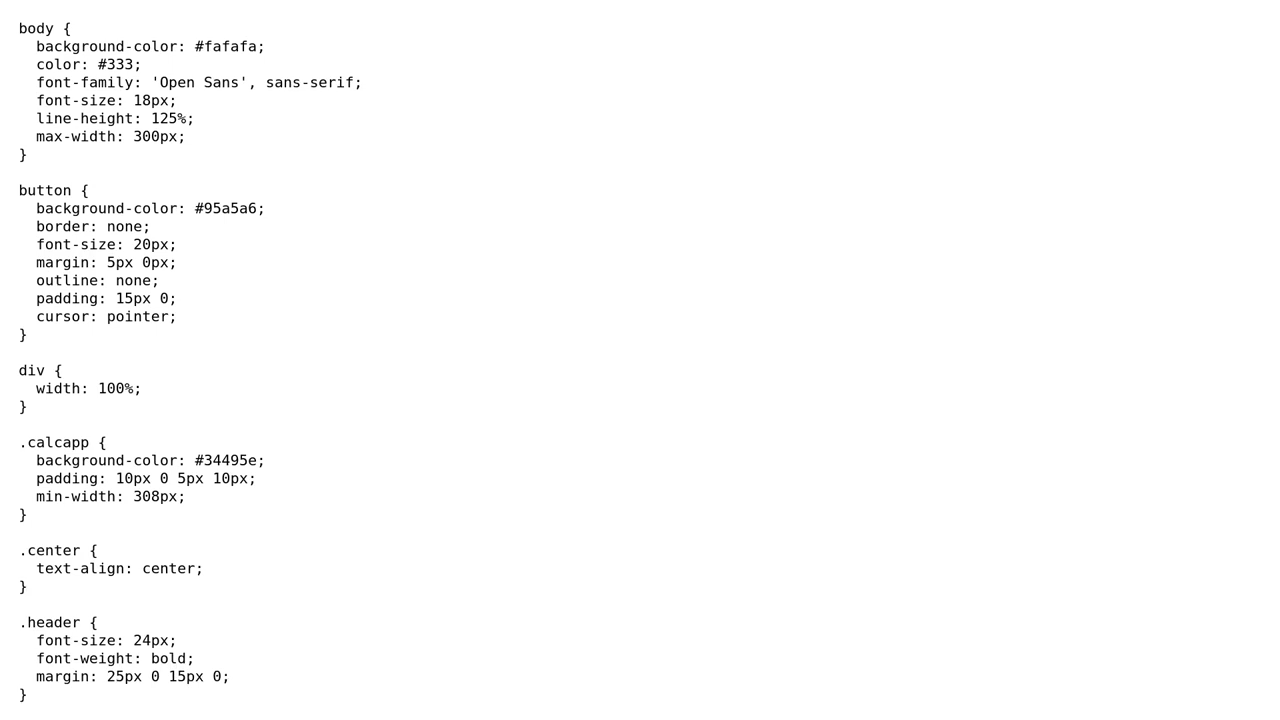 body {
  background-color: #fafafa;
  color: #333;
  font-family: 'Open Sans', sans-serif;
  font-size: 18px;
  line-height: 125%;
  max-width: 300px;
}

button {
  background-color: #95a5a6;
  border: none;
  font-size: 20px;
  margin: 5px 0px;
  outline: none;
  padding: 15px 0;
  cursor: pointer;
}

div {
  width: 100%;
}

.calcapp {
  background-color: #34495e;
  padding: 10px 0 5px 10px;
  min-width: 308px;
}

.center {
  text-align: center;
}

.header {
  font-size: 24px;
  font-weight: bold;
  margin: 25px 0 15px 0;
}